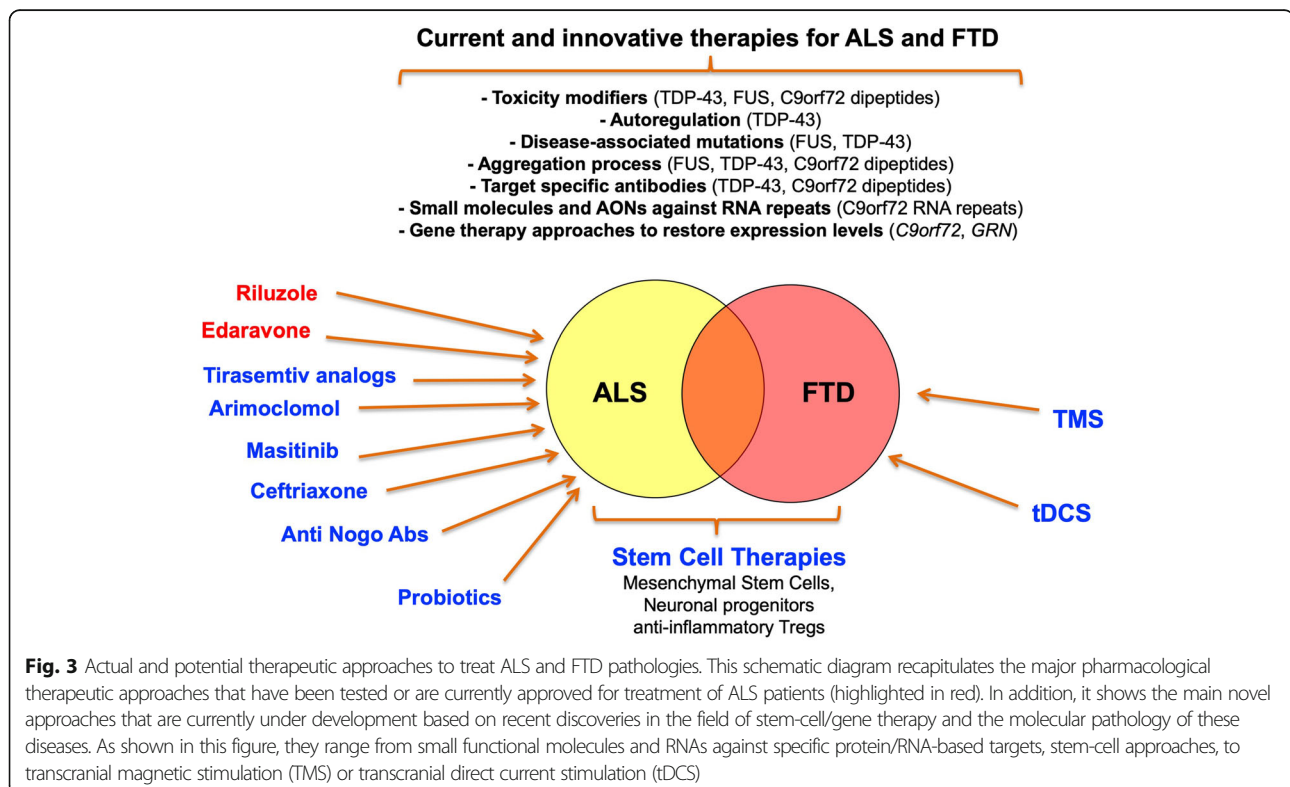 Current and innovative therapies for ALS and FTD
- Toxicity modifiers (TDP-43, FUS, C9orf72 dipeptides)
- Autoregulation (TDP-43)
- Disease-associated mutations (FUS, TDP-43)
- Aggregation process (FUS, TDP-43, C9orf72 dipeptides)
- Target specific antibodies (TDP-43, C9orf72 dipeptides)
- Small molecules and AONs against RNA repeats (C9orf72 RNA repeats)
- Gene therapy approaches to restore expression levels (C9orf72, GRN)
Riluzole
Edaravone
Tirasemtiv analogs
Arimoclomol
Masitinib
Ceftriaxone
Anti Nogo Abs
Probiotics
ALS
FTD
TMS
tDCS
Stem Cell Therapies
Mesenchymal Stem Cells,
Neuronal progenitors
anti-inflammatory Tregs
Fig. 3 Actual and potential therapeutic approaches to treat ALS and FTD pathologies. This schematic diagram recapitulates the major pharmacological
therapeutic approaches that have been tested or are currently approved for treatment of ALS patients (highlighted in red). In addition, it shows the main novel
approaches that are currently under development based on recent discoveries in the field of stem-cell/gene therapy and the molecular pathology of these
diseases. As shown in this figure, they range from small functional molecules and RNAs against specific protein/RNA-based targets, stem-cell approaches, to
transcranial magnetic stimulation (TMS) or transcranial direct current stimulation (tDCS)